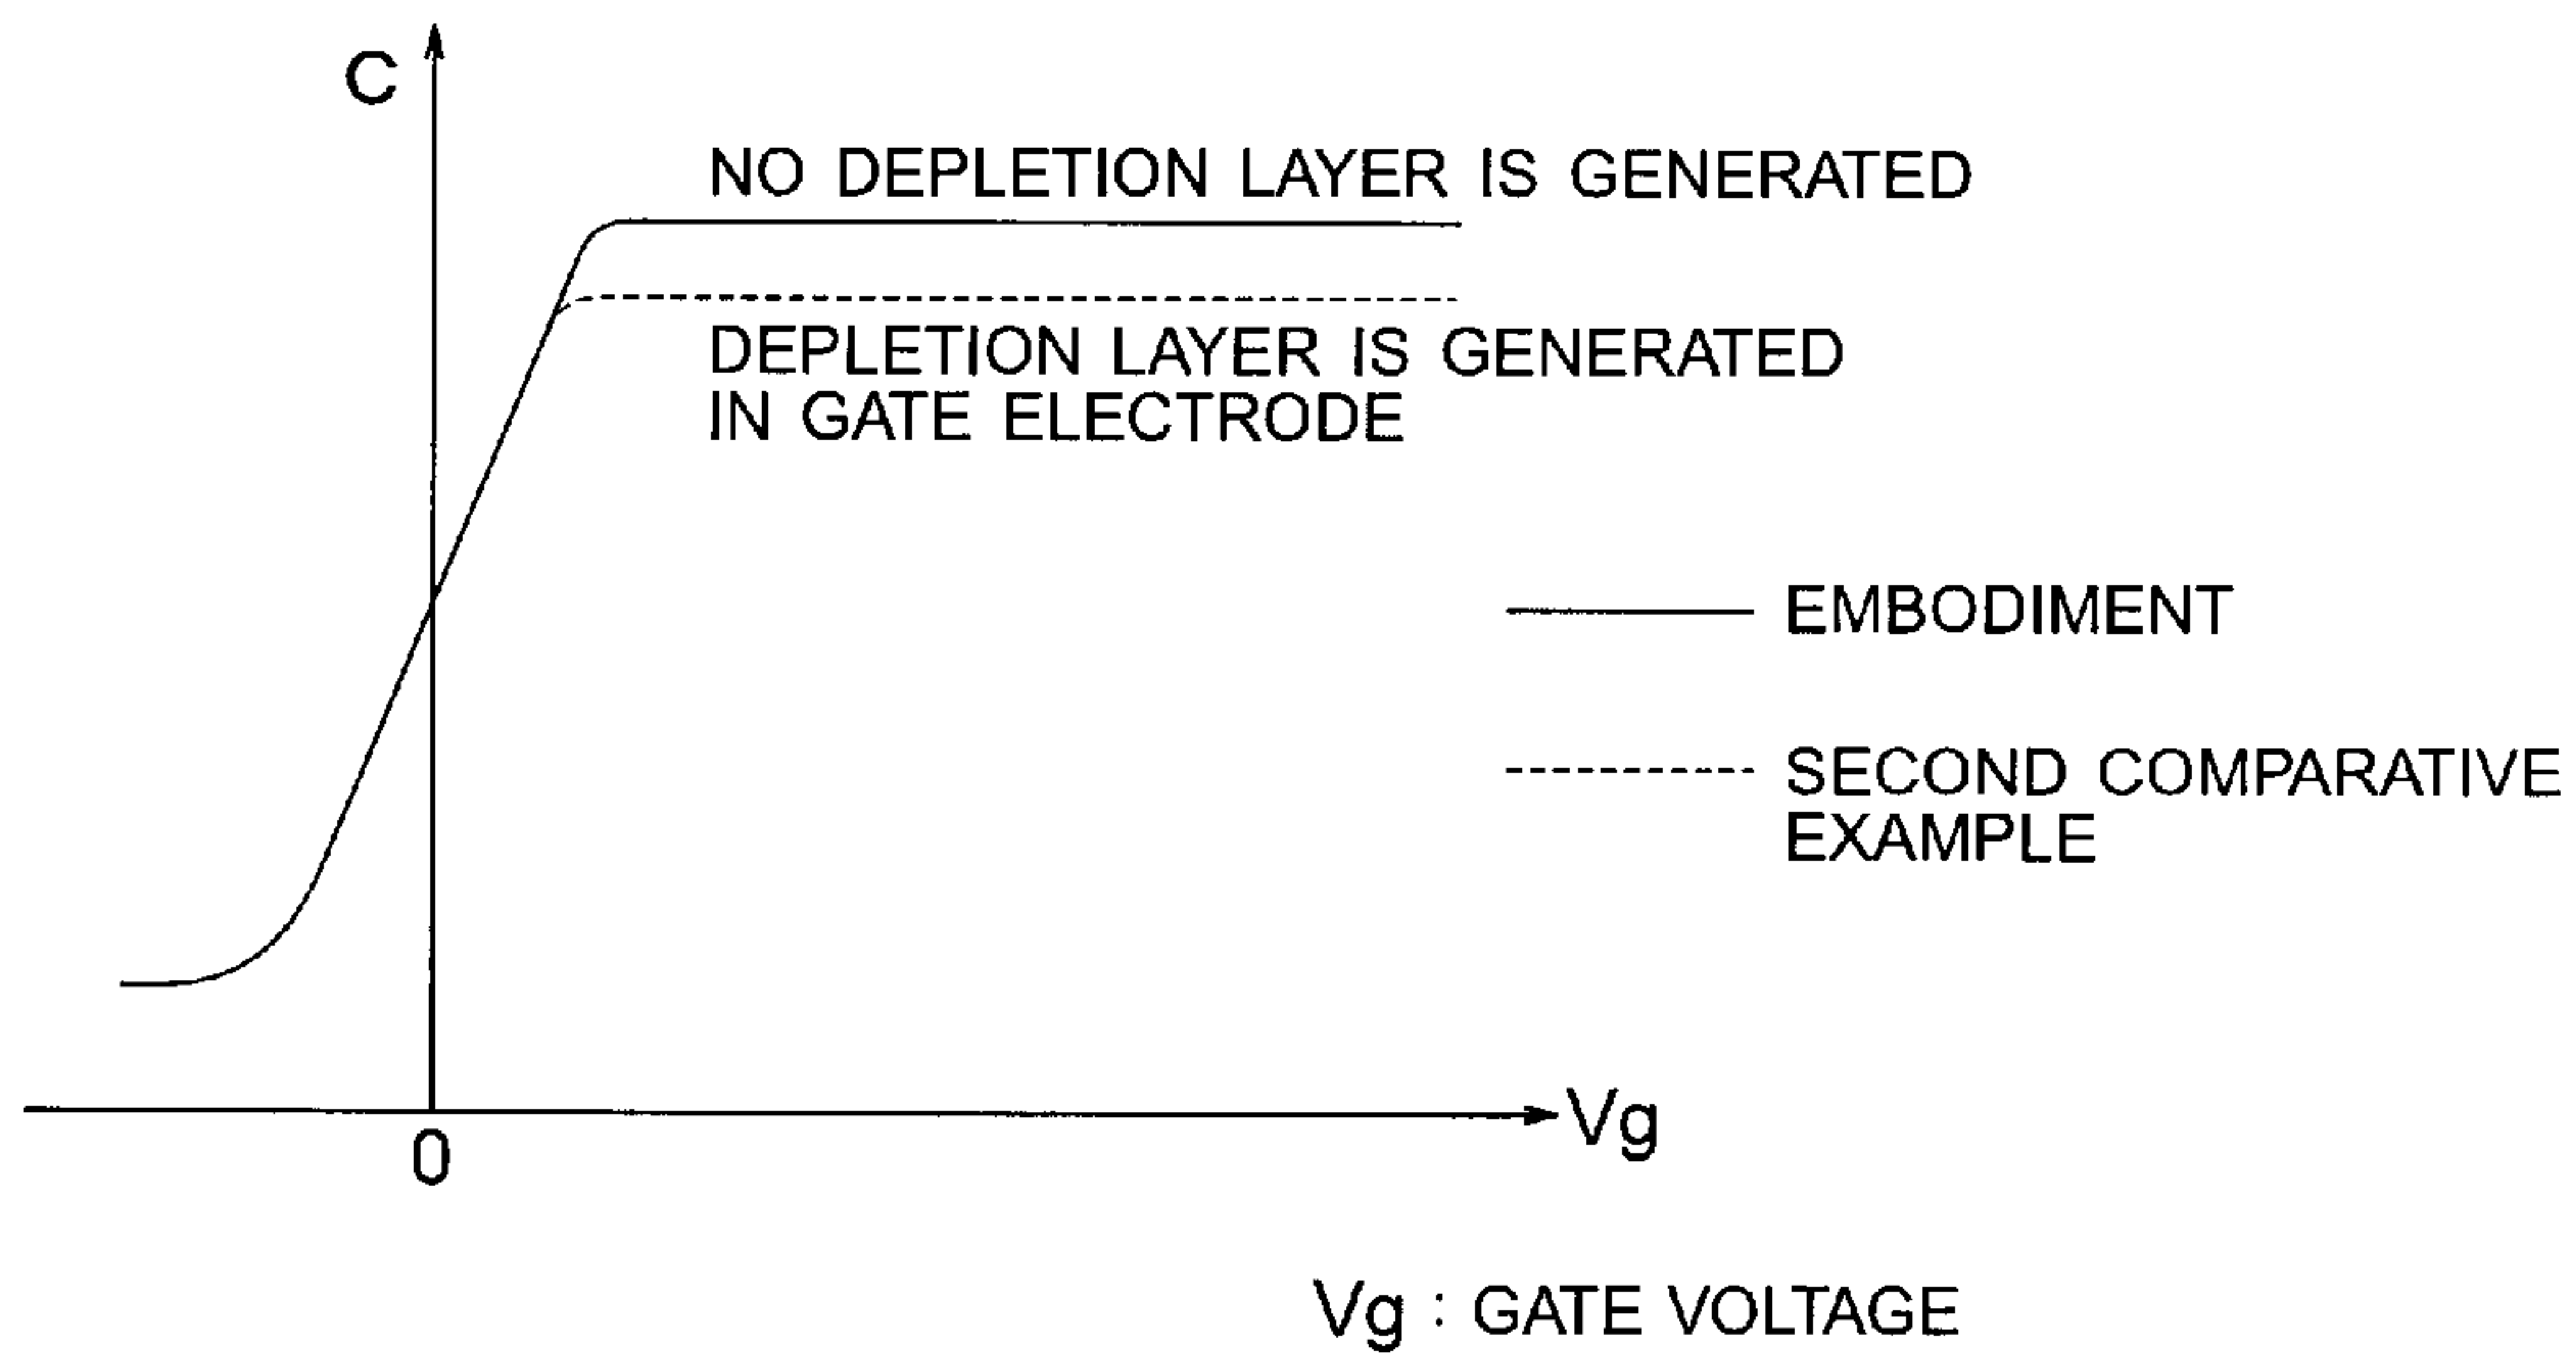 C
NO DEPLETION LAYER IS GENERATED
DEPLETION LAYER IS GENERATED
IN GATE ELECTRODE
EMBODIMENT
SECOND COMPARATIVE
EXAMPLE
Vg
0
Vg : GATE VOLTAGE